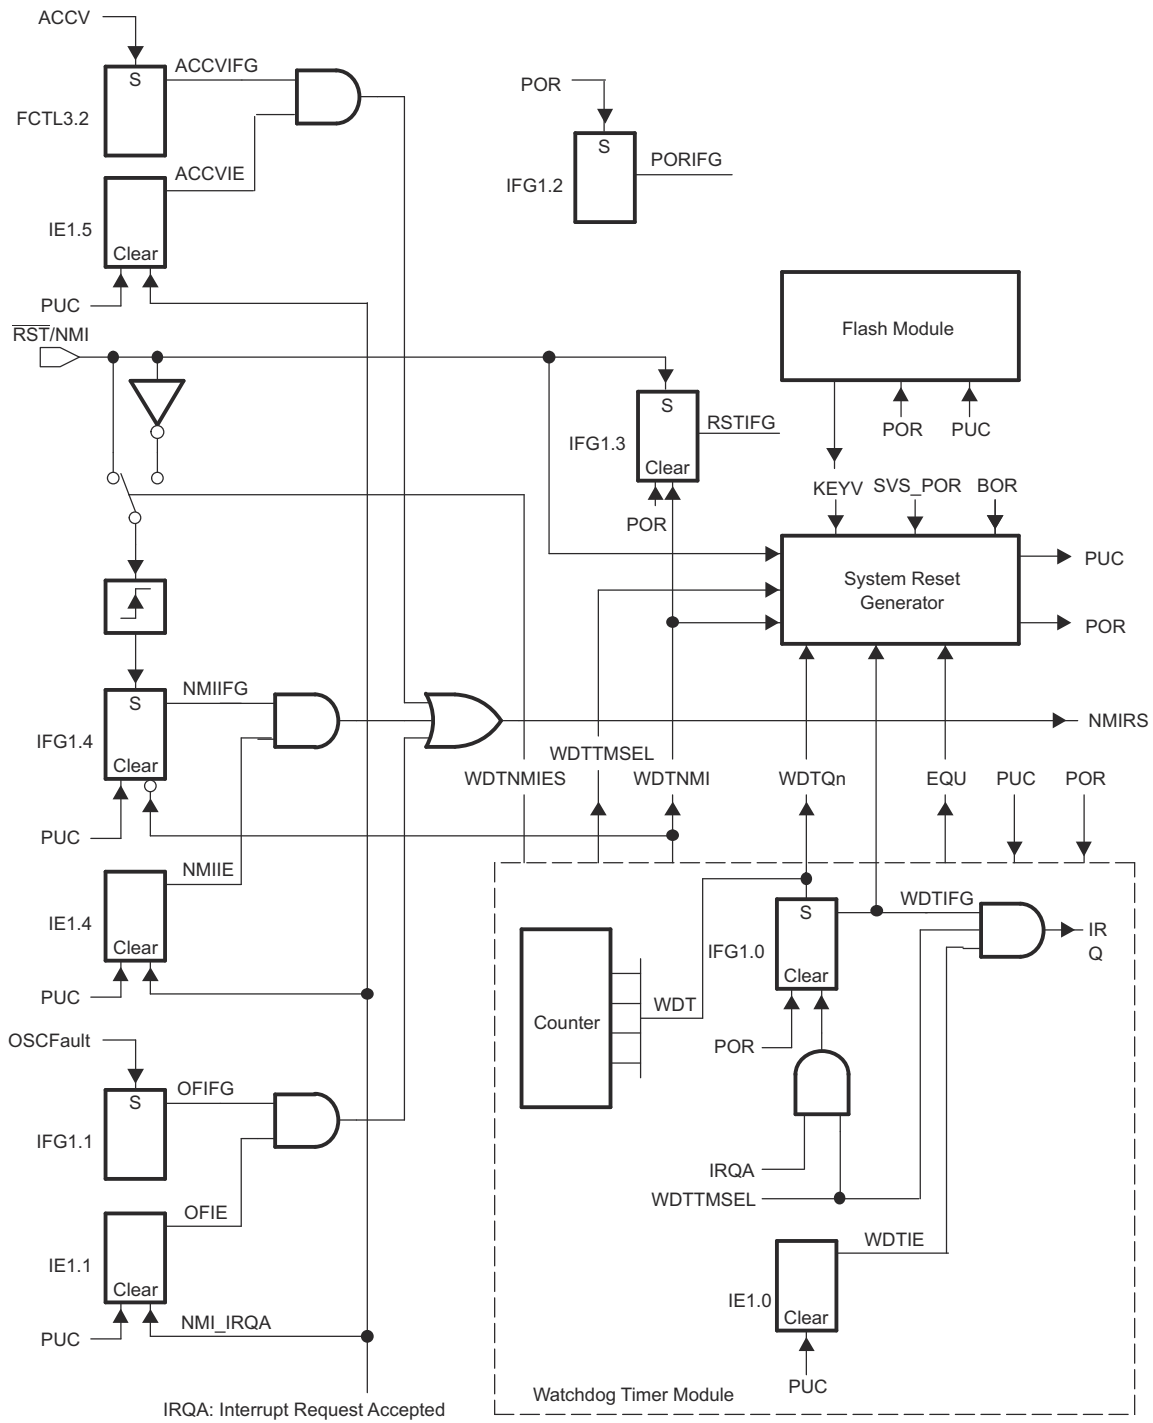 ACCV
S
ACCVIFG
FCTL3.2
ACCVIE
IE1.5
Clear
PUC
POR
S
PORIFG
IFG1.2
Flash Module
RST/NMI
S
RSTIFG
IFG1.3
Clear
POR
POR
PUC
KEYV
SVS_POR
BOR
System Reset
Generator
PUC
POR
S
NMIIFG
IFG1.4
Clear
PUC
NMIRS
WDTTMSEL
WDTNMIES
WDTNMI
WDTQn
EQU
PUC
POR
NMIIE
IE1.4
Clear
PUC
S
WDTIFG
IFG1.0
Clear
IR
Q
Counter
WDT
POR
OSCFault
S
OFIFG
IFG1.1
IRQA
WDTTMSEL
OFIE
IE1.1
Clear
PUC
NMI_IRQA
WDTIE
IE1.0
Clear
PUC
Watchdog Timer Module
IRQA: Interrupt Request Accepted